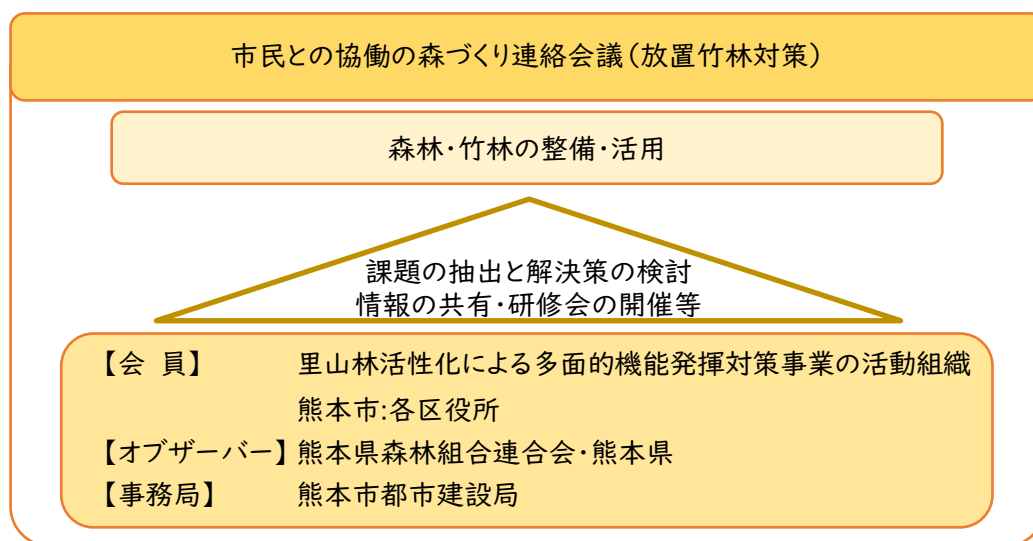 市民との協働の森づくり連絡会議（放置竹林対策）
森林・竹林の整備・活用
課題の抽出と解決策の検討
情報の共有・研修会の開催等
【会 員】 里山林活性化による多面的機能発揮対策事業の活動組織
熊本市:各区役所
【オブザーバー】熊本県森林組合連合会・熊本県
【事務局】 熊本市都市建設局